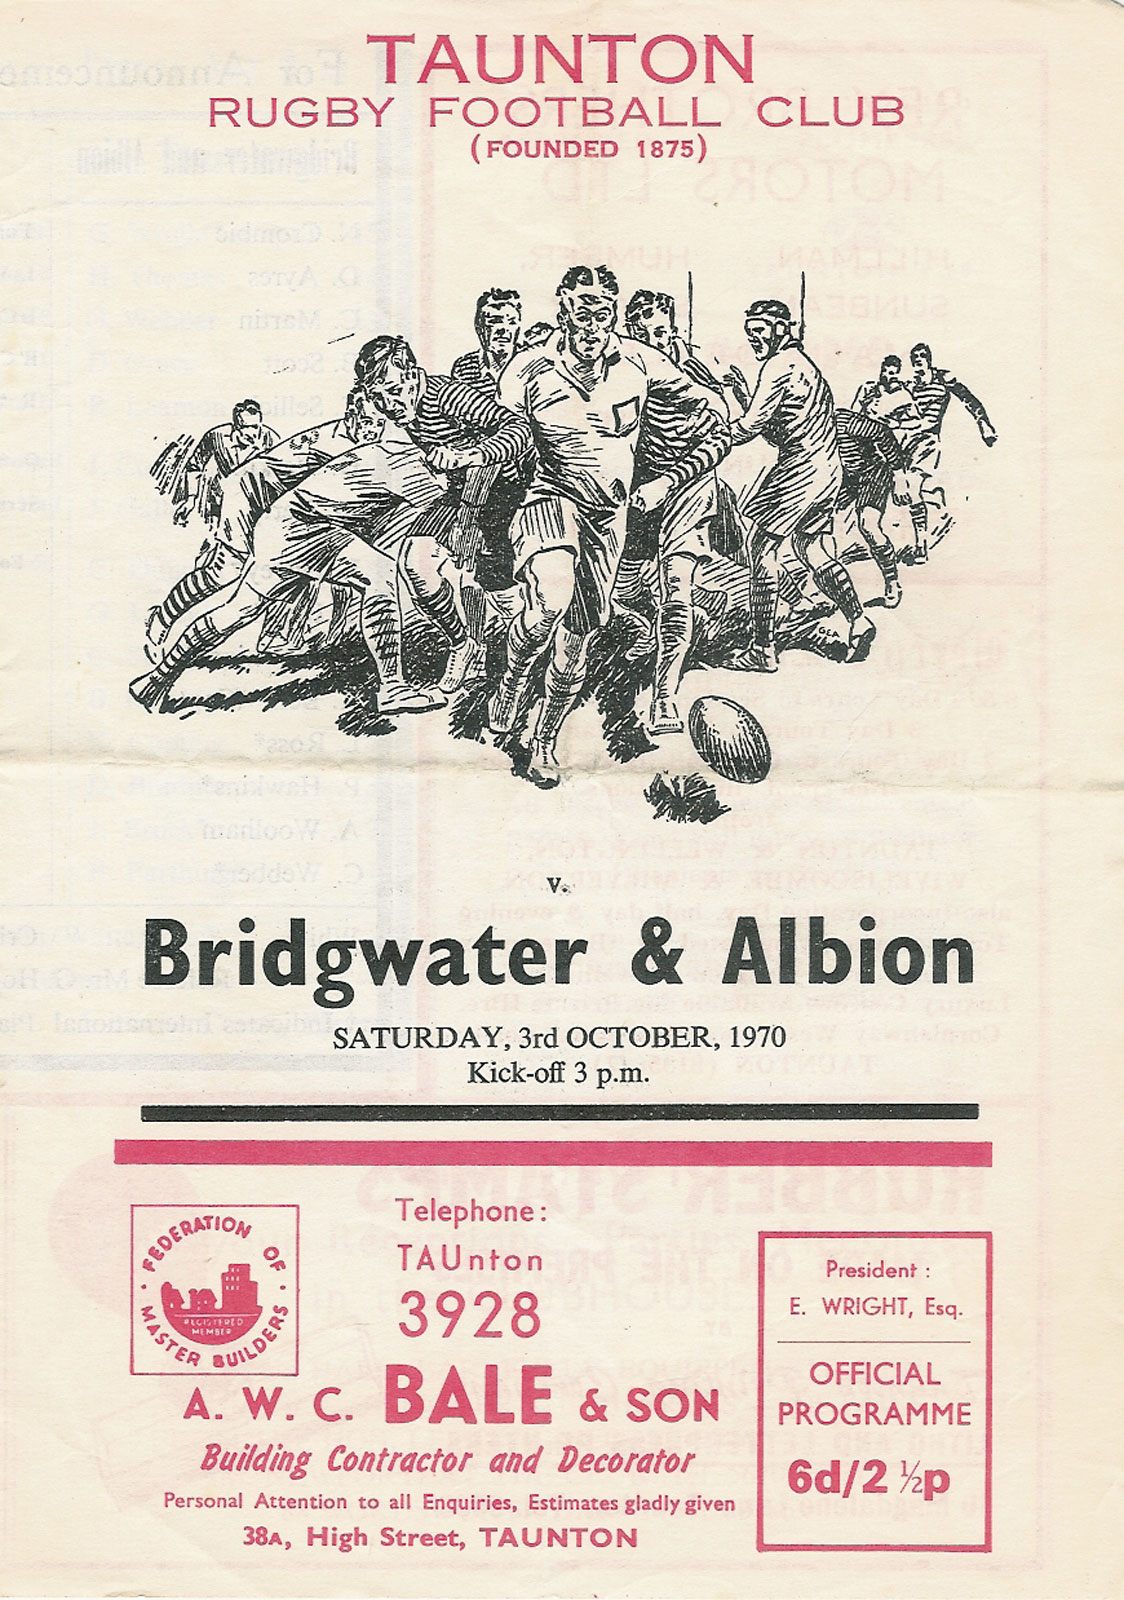 TAUNTON
RUGBY FOOTBALL CLUB
(FOUNDED 1875)
GLA
v.
Bridgwater & Albion
SATURDAY, 3rd OCTOBER, 1970
Kick-off 3 p.m.
FEDERATION OF
MASTER BUILDERS
REGISTERED
MEMBER
Telephone:
TAUnton
3928
A. W. C. BALE & SON
Building Contractor and Decorator
Personal Attention to all Enquiries, Estimates gladly given
38A, High Street, TAUNTON
President :
E. WRIGHT, Esq.
OFFICIAL
PROGRAMME
6d/2 ½p